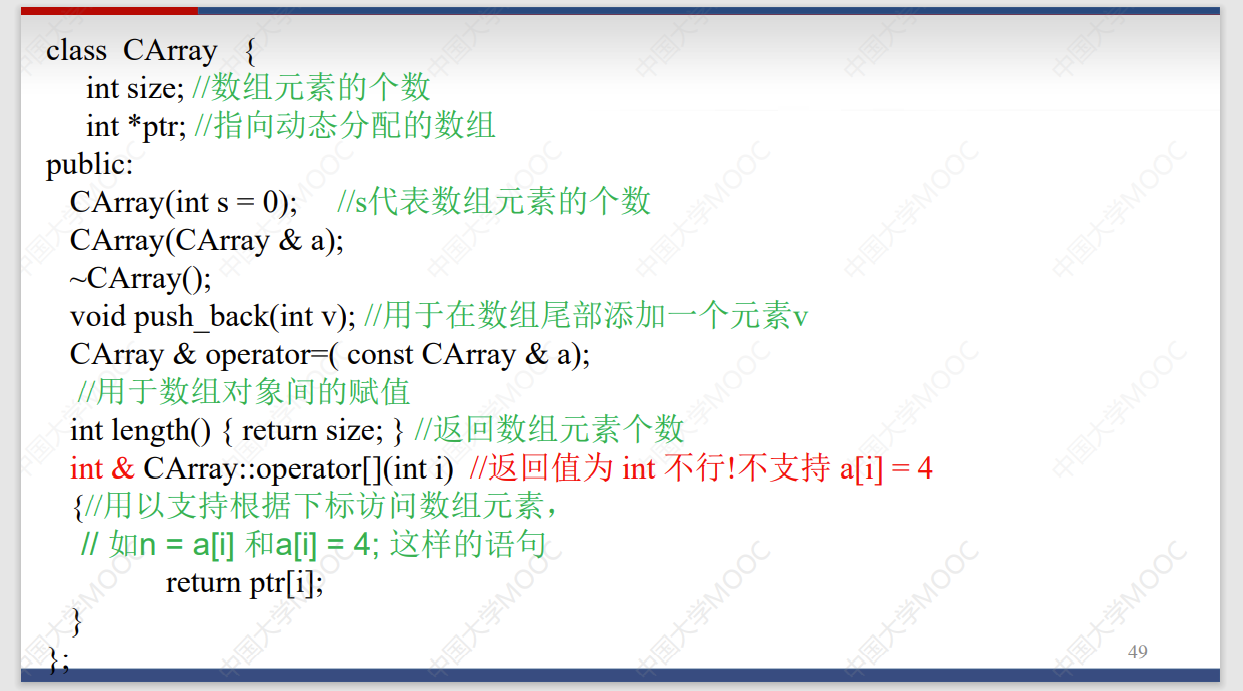 class CArray {
int size; //数组元素的个数
int *ptr; //指向动态分配的数组
public:
CArray(int s = 0); //s代表数组元素的个数
CArray(CArray & a);
~CArray();
void push_back(int v); //用于在数组尾部添加一个元素v
CArray & operator=( const CArray & a);
//用于数组对象间的赋值
int length() { return size; } //返回数组元素个数
int & CArray::operator[](int i) //返回值为 int 不行!不支持 a[i] = 4
{//用以支持根据下标访问数组元素，
// 如n = a[i] 和a[i] = 4; 这样的语句
return ptr[i];
}
};
49
中国大学MOOC